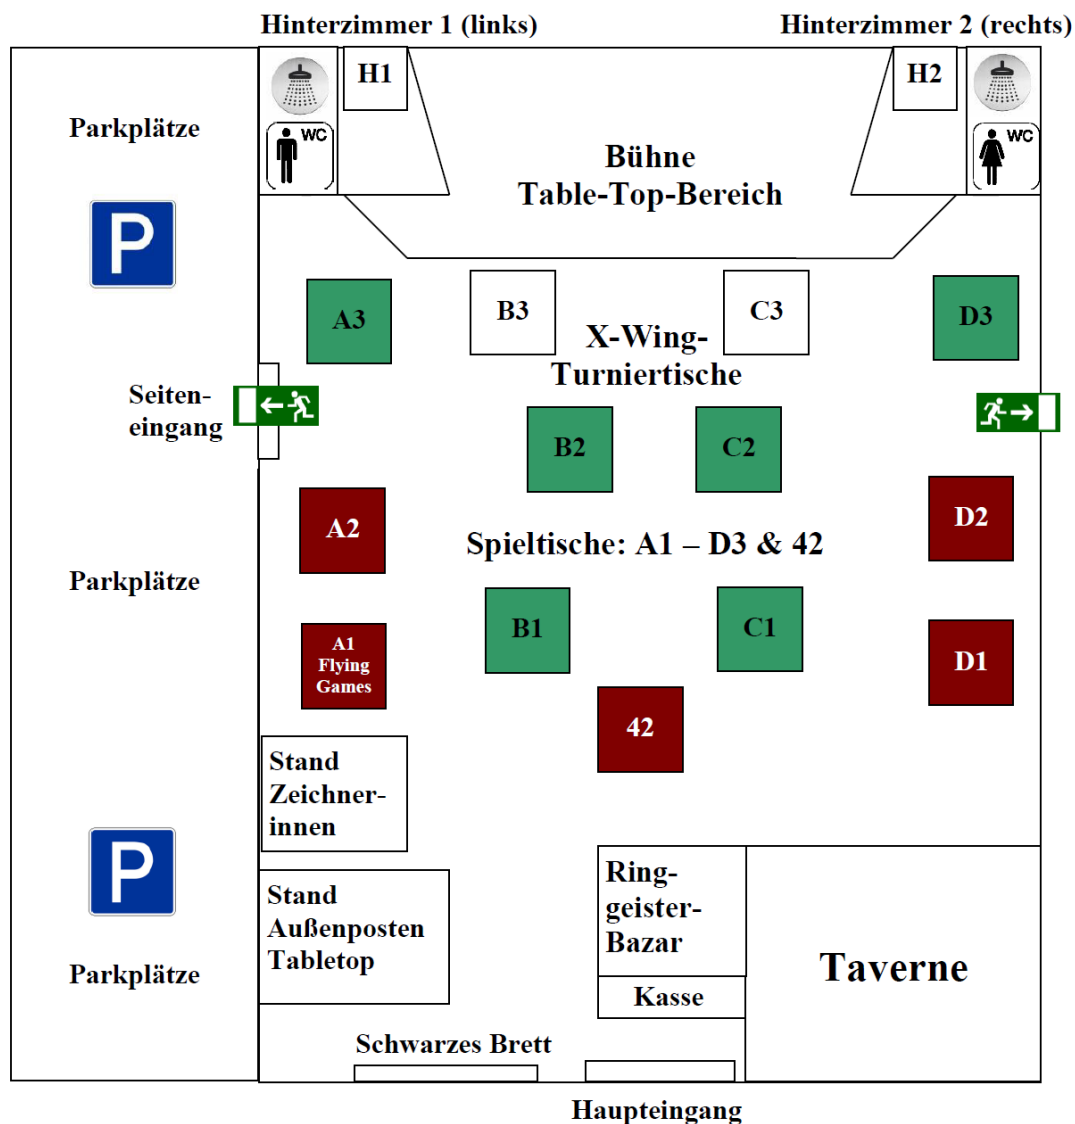 Hinterzimmer 1 (links)
Hinterzimmer 2 (rechts)
H1
H2
Parkplätze
WC
WC
Bühne
Table-Top-Bereich
P
A3
B3
C3
D3
X-Wing-
Turniertische
Seiten-
eingang
B2
C2
A2
D2
Spieltische: A1 – D3 & 42
Parkplätze
B1
C1
A1
Flying
Games
D1
42
Stand
Zeichner-
innen
P
Ring-
geister-
Bazar
Stand
Außenposten
Tabletop
Taverne
Parkplätze
Kasse
Schwarzes Brett
Haupteingang